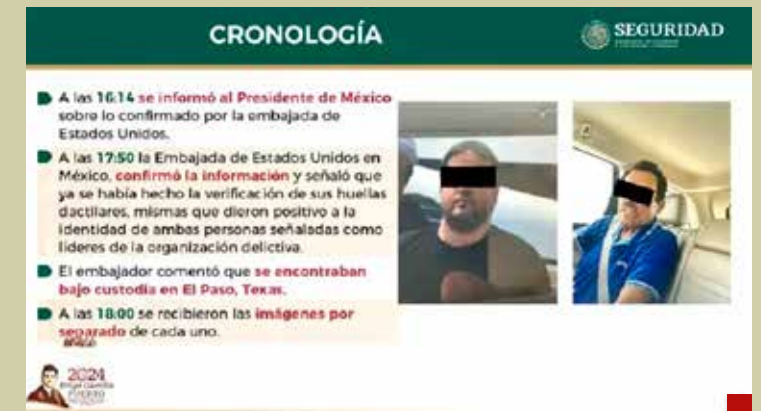 CRONOLOGÍA
SEGURIDAD
A las 16:14 se informó al Presidente de México
sobre lo confirmado por la embajada de
Estados Unidos.
A las 17:50 la Embajada de Estados Unidos en
México, confirmó la información y señaló que
ya se había hecho la verificación de sus huellas
dactilares, mismas que dieron positivo a la
identidad de ambas personas señaladas como
líderes de la organización delictiva.
El embajador comentó que se encontraban
bajo custodia en El Paso, Texas.
A las 18:00 se recibieron las imágenes por
separado de cada uno.
2024